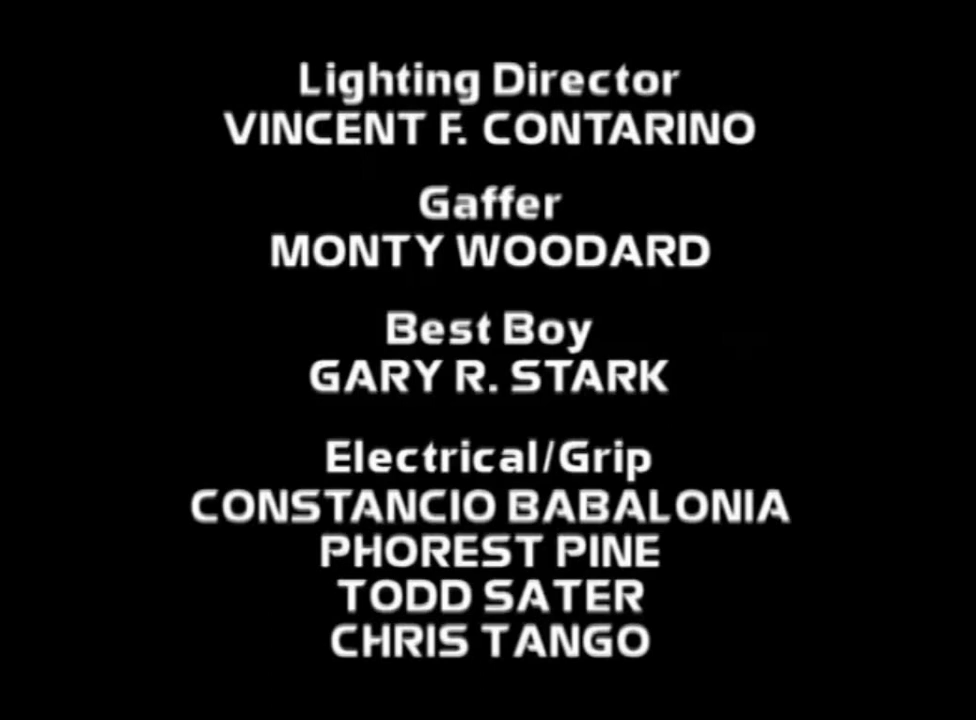 Lighting Director
VINCENT F. CONTARINO
Gaffer
MONTY WOODARD
Best Boy
GARY R. STARK
Electrical/Grip
CONSTANCIO BABALONIA
PHOREST PINE
TODD SATER
CHRIS TANGO